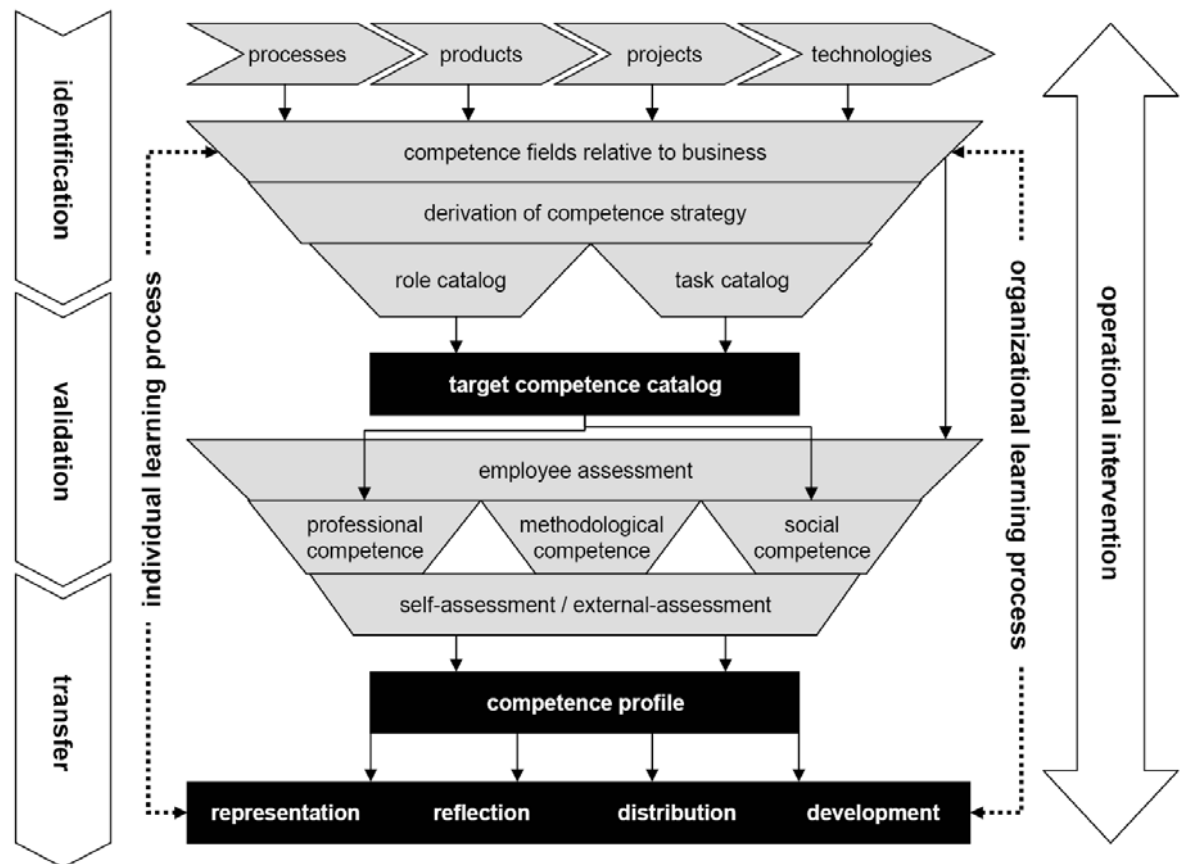 processes
products
projects
technologies
identification
competence fields relative to business
derivation of competence strategy
role catalog
task catalog
individual learning process
organizational learning process
operational intervention
validation
target competence catalog
employee assessment
professional
competence
methodological
competence
social
competence
self-assessment / external-assessment
transfer
competence profile
representation
reflection
distribution
development